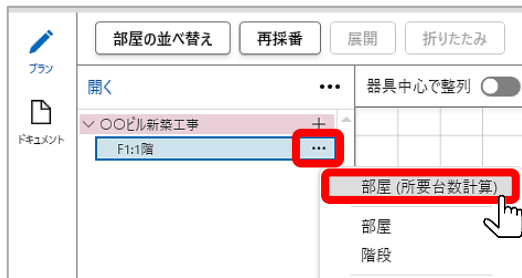 部屋の並べ替え 再採番 展開 折りたたみ
プラン
開く ••• 器具中心で整列
ドキュメント
〇〇ビル新築工事 +
F1:1階 •••
部屋 (所要台数計算)
部屋
階段